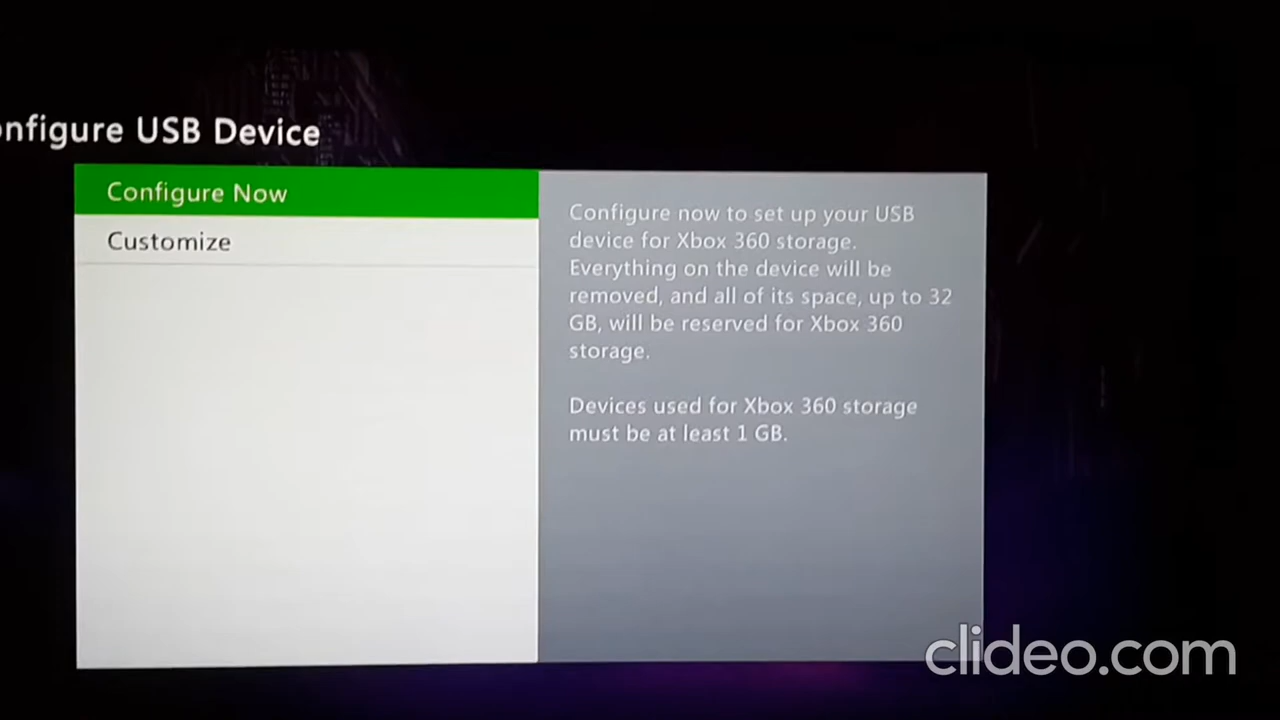 onfigure USB Device
Configure Now
Customize
Configure now to set up your USB
device for Xbox 360 storage.
Everything on the device will be
removed, and all of its space, up to 32
GB, will be reserved for Xbox 360
storage.
Devices used for Xbox 360 storage
must be at least 1 GB.
clideo.com